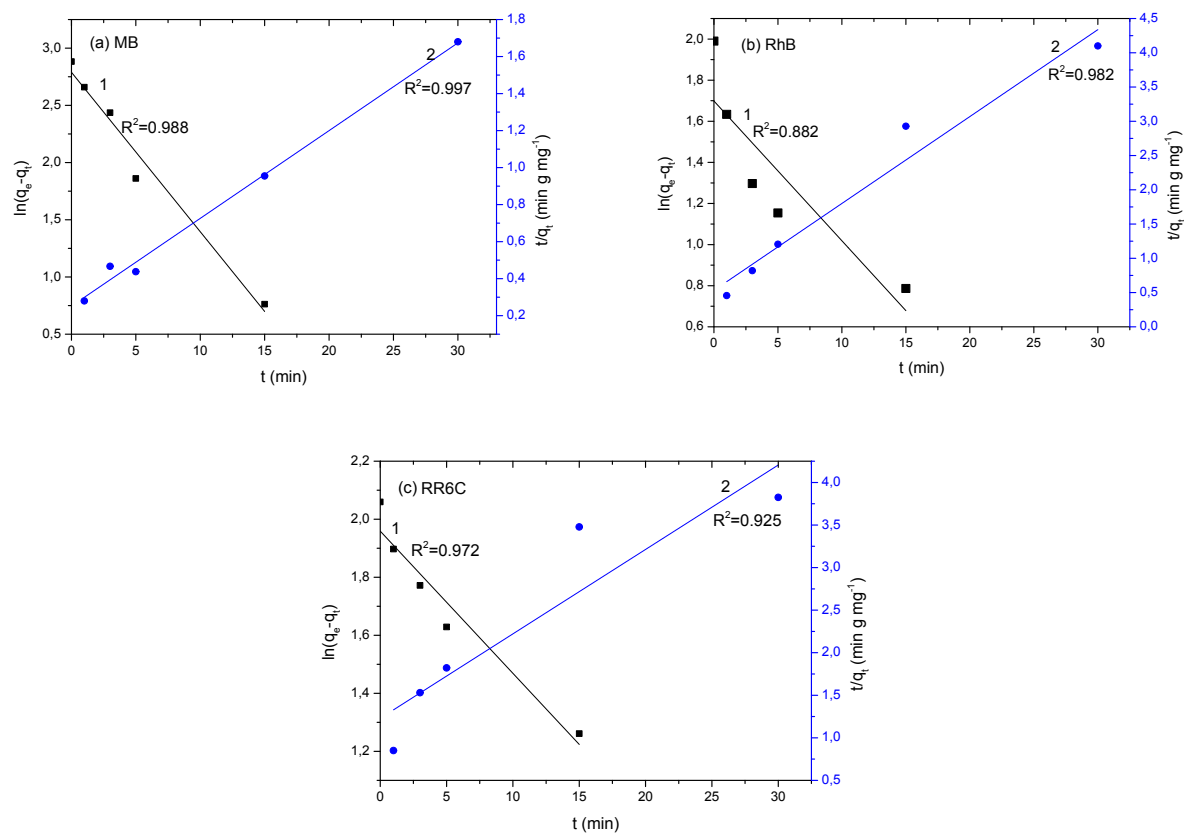 (a) MB
1
R²=0.988
2
R²=0.997
3,0
2,5
2,0
1,5
1,0
0,5
ln(qₑ-qₜ)
1,8
1,6
1,4
1,2
1,0
0,8
0,6
0,4
0,2
t/qₜ (min g mg⁻¹)
0 5 10 15 20 25 30
t (min)
(b) RhB
1
R²=0.882
2
R²=0.982
2,0
1,8
1,6
1,4
1,2
1,0
0,8
0,6
ln(qₑ-qₜ)
4,5
4,0
3,5
3,0
2,5
2,0
1,5
1,0
0,5
0,0
t/qₜ (min g mg⁻¹)
0 5 10 15 20 25 30
t (min)
(c) RR6C
1
R²=0.972
2
R²=0.925
2,2
2,0
1,8
1,6
1,4
1,2
ln(qₑ-qₜ)
4,0
3,5
3,0
2,5
2,0
1,5
1,0
0,5
t/qₜ (min g mg⁻¹)
0 5 10 15 20 25 30
t (min)